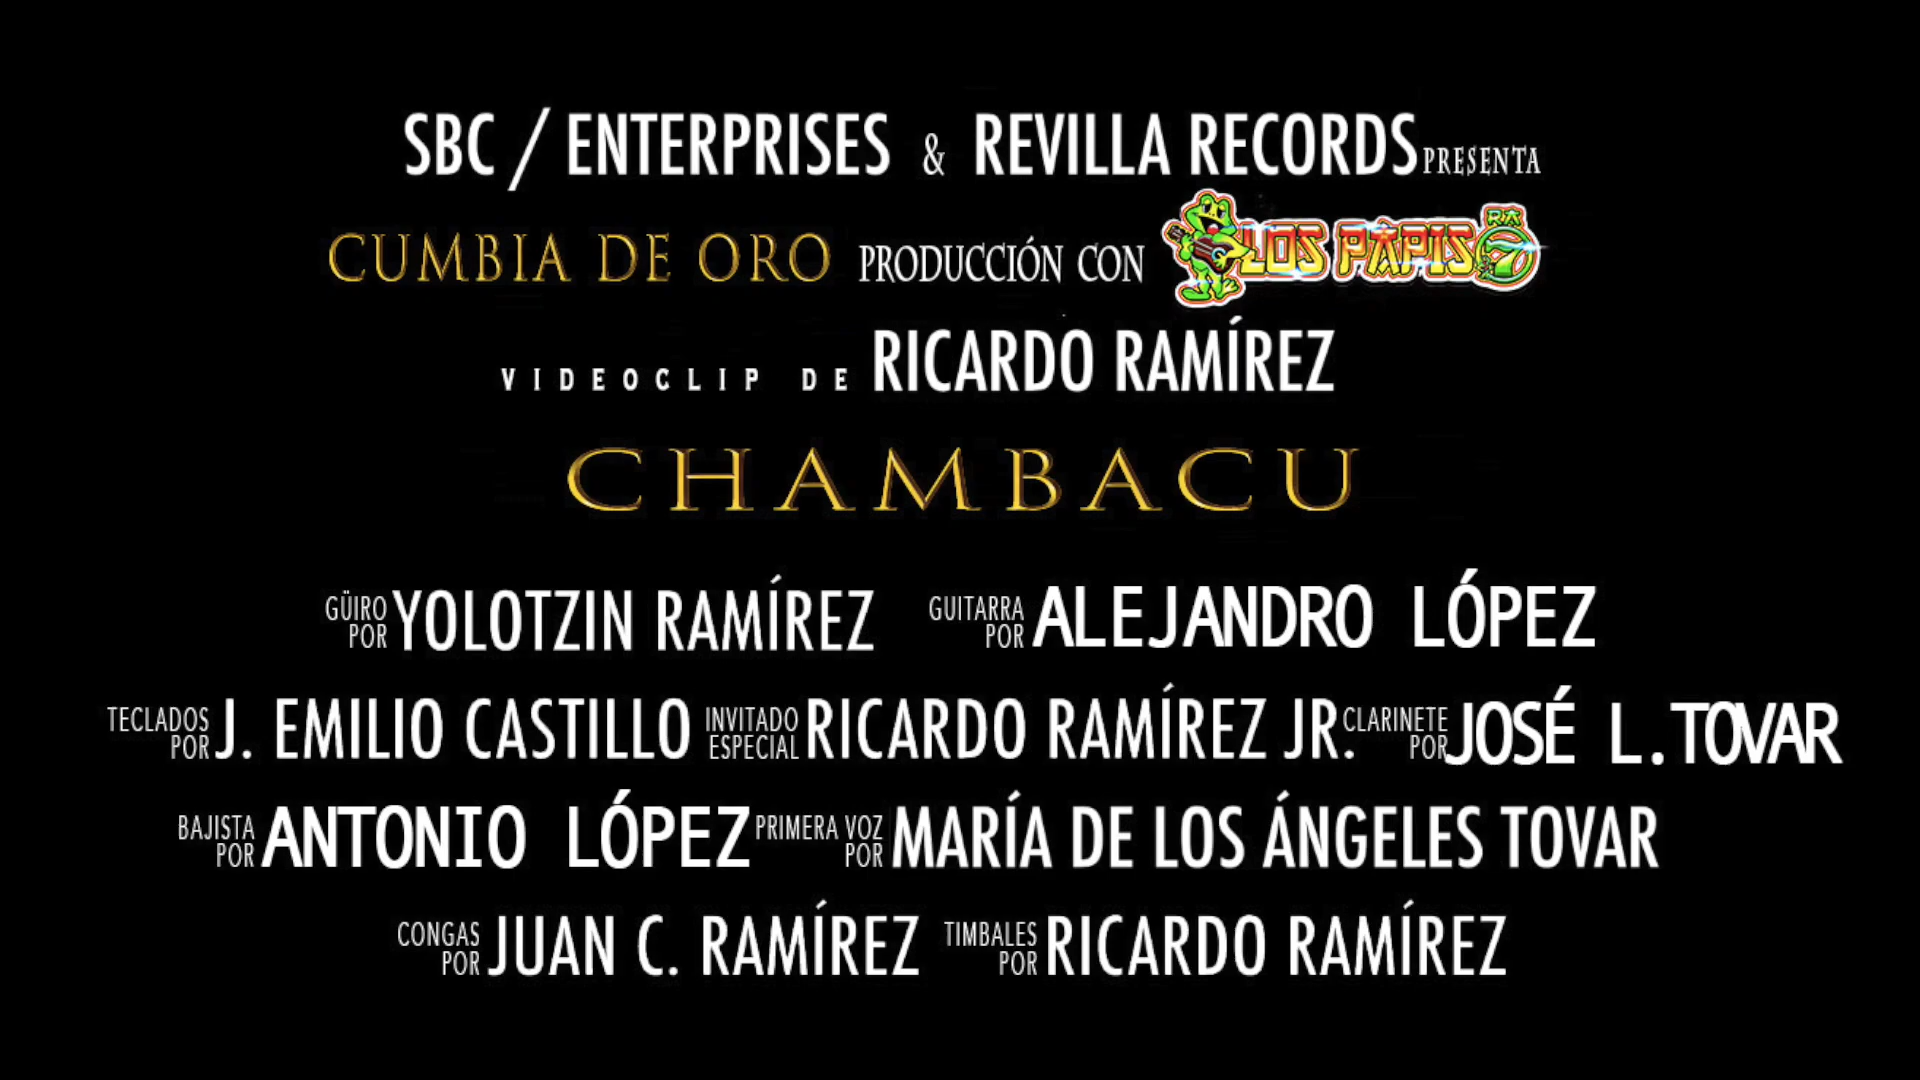 SBC / ENTERPRISES & REVILLA RECORDS PRESENTA
CUMBIA DE ORO PRODUCCIÓN CON LOS PAPIS RA 7
VIDEOCLIP DE RICARDO RAMÍREZ
CHAMBACU
GÜIRO POR YOLOTZIN RAMÍREZ GUITARRA POR ALEJANDRO LÓPEZ
TECLADOS POR J. EMILIO CASTILLO INVITADO ESPECIAL RICARDO RAMÍREZ JR. CLARINETE POR JOSÉ L. TOVAR
BAJISTA POR ANTONIO LÓPEZ PRIMERA VOZ POR MARÍA DE LOS ÁNGELES TOVAR
CONGAS POR JUAN C. RAMÍREZ TIMBALES POR RICARDO RAMÍREZ